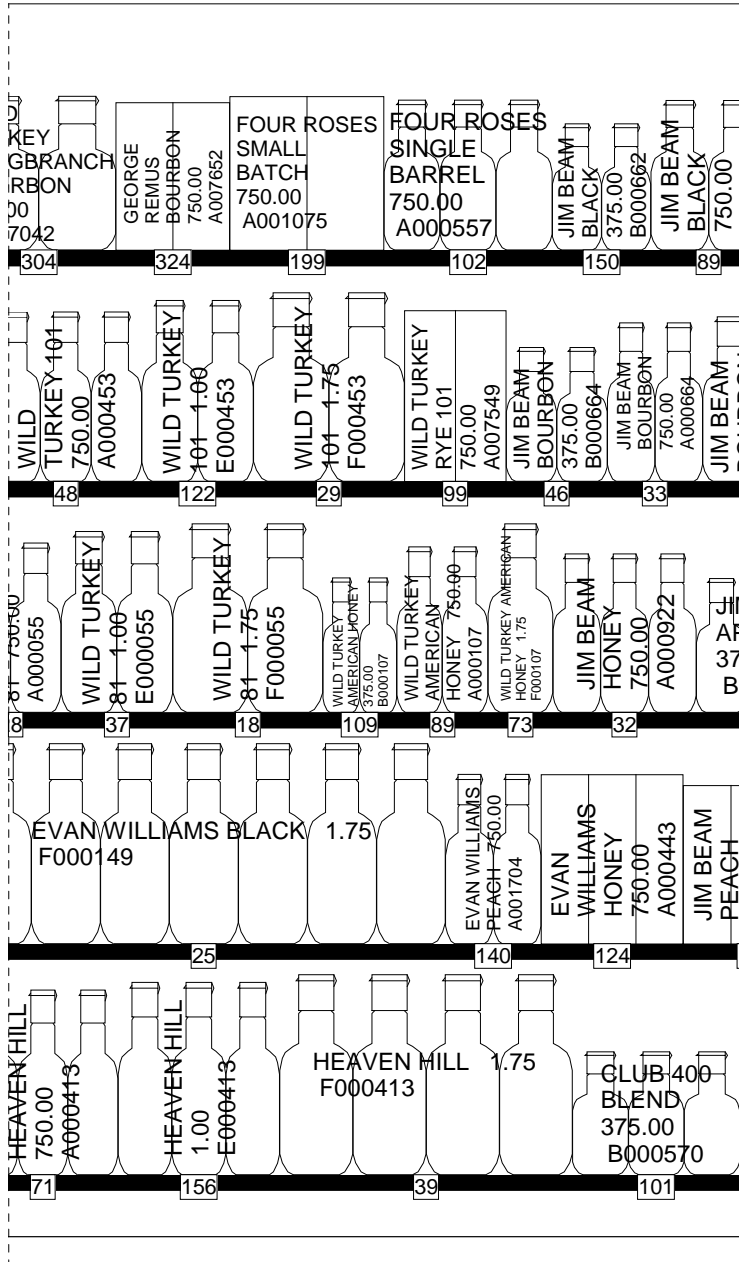 KEY
GBRANCH
RBON
00
7042
GEORGE
REMUS
BOURBON
750.00
A007652
FOUR ROSES
SMALL
BATCH
750.00
A001075
FOUR ROSES
SINGLE
BARREL
750.00
A000557
JIM BEAM
BLACK
375.00
B000662
JIM BEAM
BLACK
750.00
304
324
199
102
150
89
WILD
TURKEY 101
750.00
A000453
WILD TURKEY
101 1.00
E000453
WILD TURKEY
101 1.75
F000453
WILD TURKEY
RYE 101
750.00
A007549
JIM BEAM
BOURBON
375.00
B000664
JIM BEAM
BOURBON
750.00
A000664
JIM BEAM
BOURBON
48
122
29
99
46
33
81 750.00
A000055
WILD TURKEY
81 1.00
E000055
WILD TURKEY
81 1.75
F000055
WILD TURKEY
AMERICAN HONEY
375.00
B000107
WILD TURKEY
AMERICAN
HONEY 750.00
A000107
WILD TURKEY AMERICAN
HONEY 1.75
F000107
JIM BEAM
HONEY
750.00
A000922
JIM
AP
37
B
8
37
18
109
89
73
32
EVAN WILLIAMS BLACK 1.75
F000149
EVAN WILLIAMS
PEACH 750.00
A001704
EVAN
WILLIAMS
HONEY
750.00
A000443
JIM BEAM
PEACH
25
140
124
HEAVEN HILL
750.00
A000413
HEAVEN HILL
1.00
E000413
HEAVEN HILL 1.75
F000413
CLUB 400
BLEND
375.00
B000570
71
156
39
101